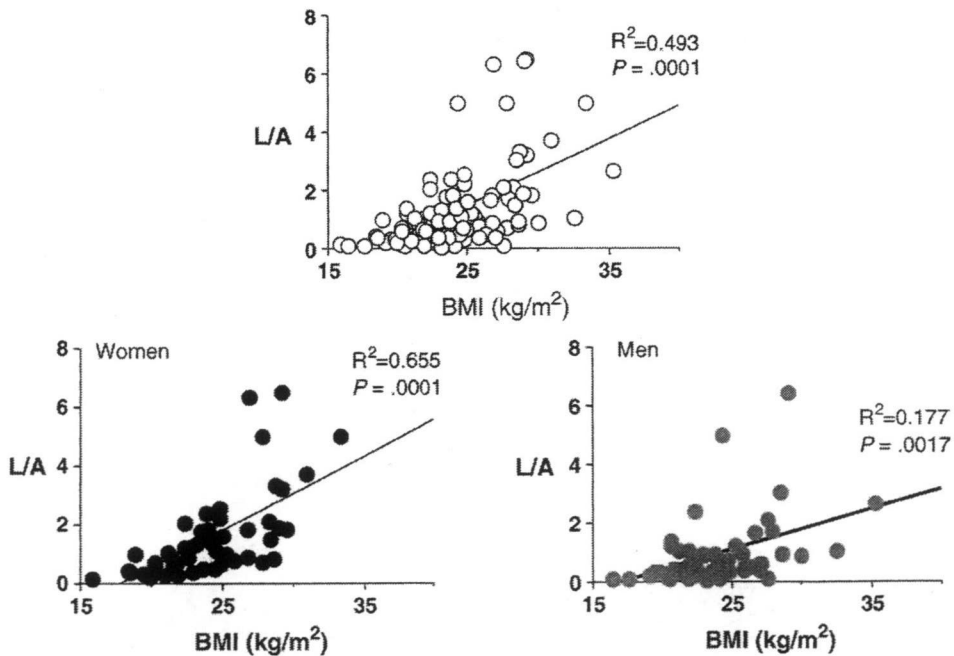 8
R²=0.493
P = .0001
6
L/A 4
2
0
15 25 35
BMI (kg/m²)
8
Women
R²=0.655
P = .0001
6
L/A 4
2
0
15 25 35
BMI (kg/m²)
8
Men
6
R²=0.177
P = .0017
L/A 4
2
0
15 25 35
BMI (kg/m²)